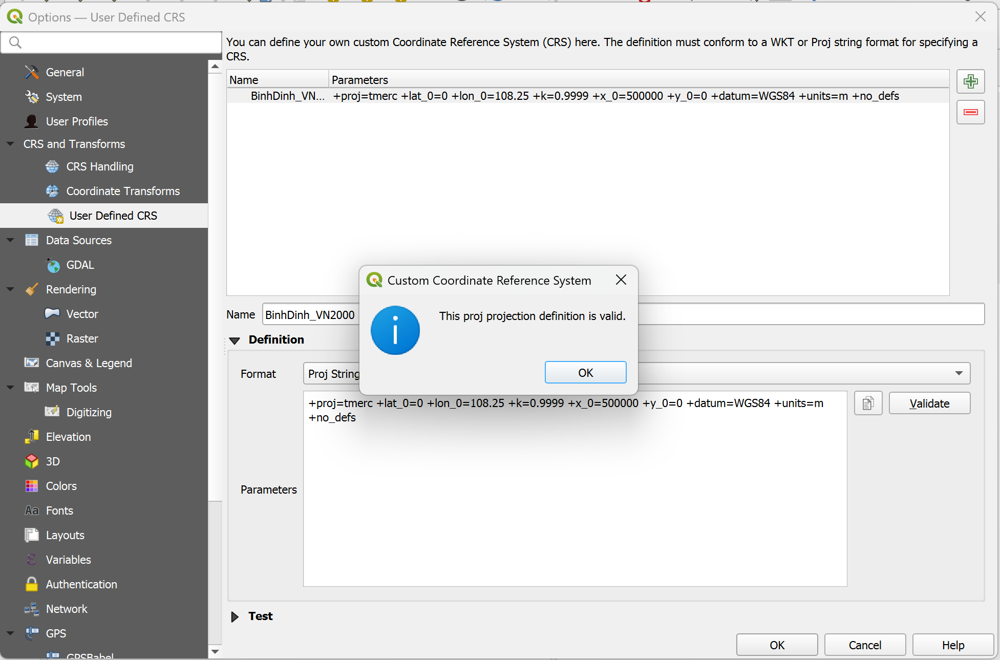 Options — User Defined CRS
You can define your own custom Coordinate Reference System (CRS) here. The definition must conform to a WKT or Proj string format for specifying a
CRS.
General
System
User Profiles
CRS and Transforms
CRS Handling
Coordinate Transforms
User Defined CRS
Data Sources
GDAL
Rendering
Vector
Raster
Canvas & Legend
Map Tools
Digitizing
Elevation
3D
Colors
Aa Fonts
Layouts
ε Variables
Authentication
Network
GPS
GPSBabel
Name Parameters
BinhDinh_VN... +proj=tmerc +lat_0=0 +lon_0=108.25 +k=0.9999 +x_0=500000 +y_0=0 +datum=WGS84 +units=m +no_defs
Custom Coordinate Reference System
This proj projection definition is valid.
OK
Name BinhDinh_VN2000
Definition
Format Proj String
+proj=tmerc +lat_0=0 +lon_0=108.25 +k=0.9999 +x_0=500000 +y_0=0 +datum=WGS84 +units=m
+no_defs
Validate
Parameters
Test
OK Cancel Help